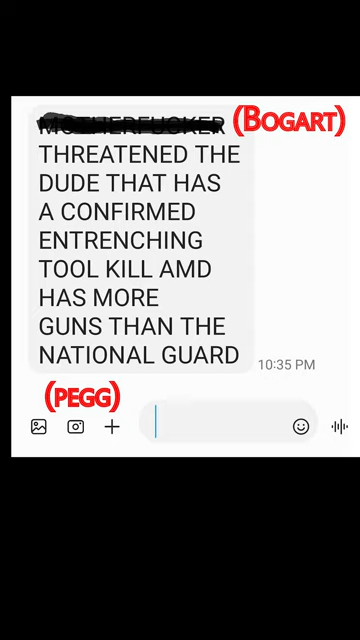 MOTHERFUCKER (BOGART)
THREATENED THE
DUDE THAT HAS
A CONFIRMED
ENTRENCHING
TOOL KILL AMD
HAS MORE
GUNS THAN THE
NATIONAL GUARD
10:35 PM
(PEGG)